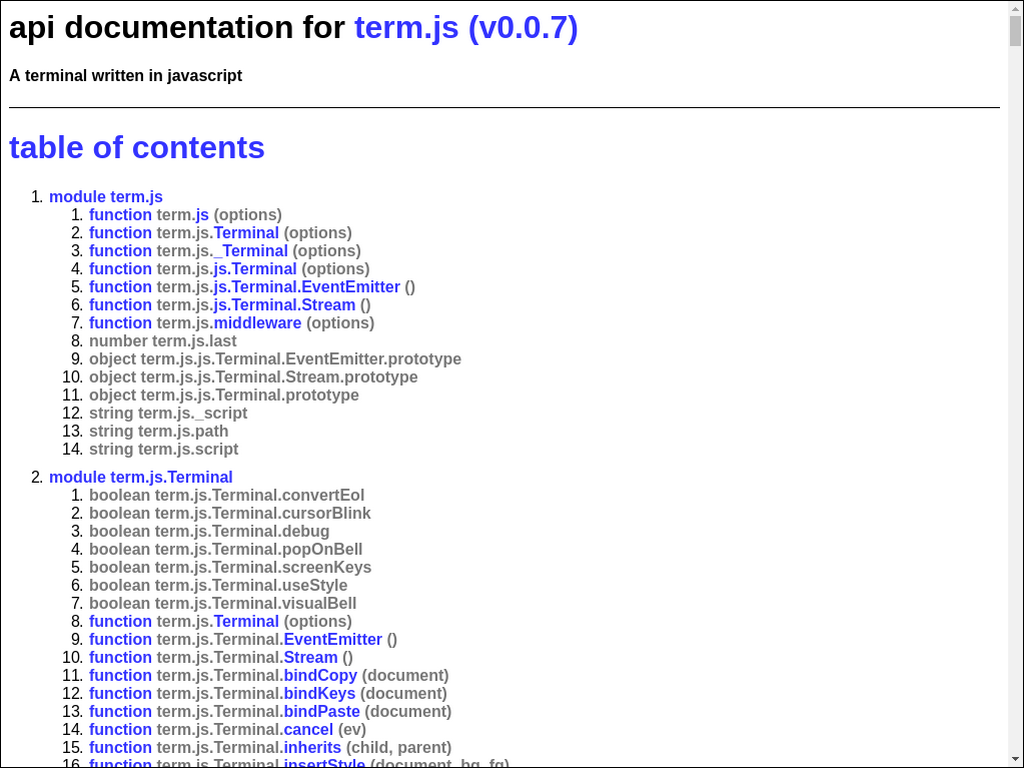 api documentation for term.js (v0.0.7)
A terminal written in javascript
table of contents
1. module term.js
1. function term.js (options)
2. function term.js.Terminal (options)
3. function term.js._Terminal (options)
4. function term.js.js.Terminal (options)
5. function term.js.js.Terminal.EventEmitter ()
6. function term.js.js.Terminal.Stream ()
7. function term.js.middleware (options)
8. number term.js.last
9. object term.js.js.Terminal.EventEmitter.prototype
10. object term.js.js.Terminal.Stream.prototype
11. object term.js.js.Terminal.prototype
12. string term.js._script
13. string term.js.path
14. string term.js.script
2. module term.js.Terminal
1. boolean term.js.Terminal.convertEol
2. boolean term.js.Terminal.cursorBlink
3. boolean term.js.Terminal.debug
4. boolean term.js.Terminal.popOnBell
5. boolean term.js.Terminal.screenKeys
6. boolean term.js.Terminal.useStyle
7. boolean term.js.Terminal.visualBell
8. function term.js.Terminal (options)
9. function term.js.Terminal.EventEmitter ()
10. function term.js.Terminal.Stream ()
11. function term.js.Terminal.bindCopy (document)
12. function term.js.Terminal.bindKeys (document)
13. function term.js.Terminal.bindPaste (document)
14. function term.js.Terminal.cancel (ev)
15. function term.js.Terminal.inherits (child, parent)
16. function term.js.Terminal.insertStyle (document, bg, fg)